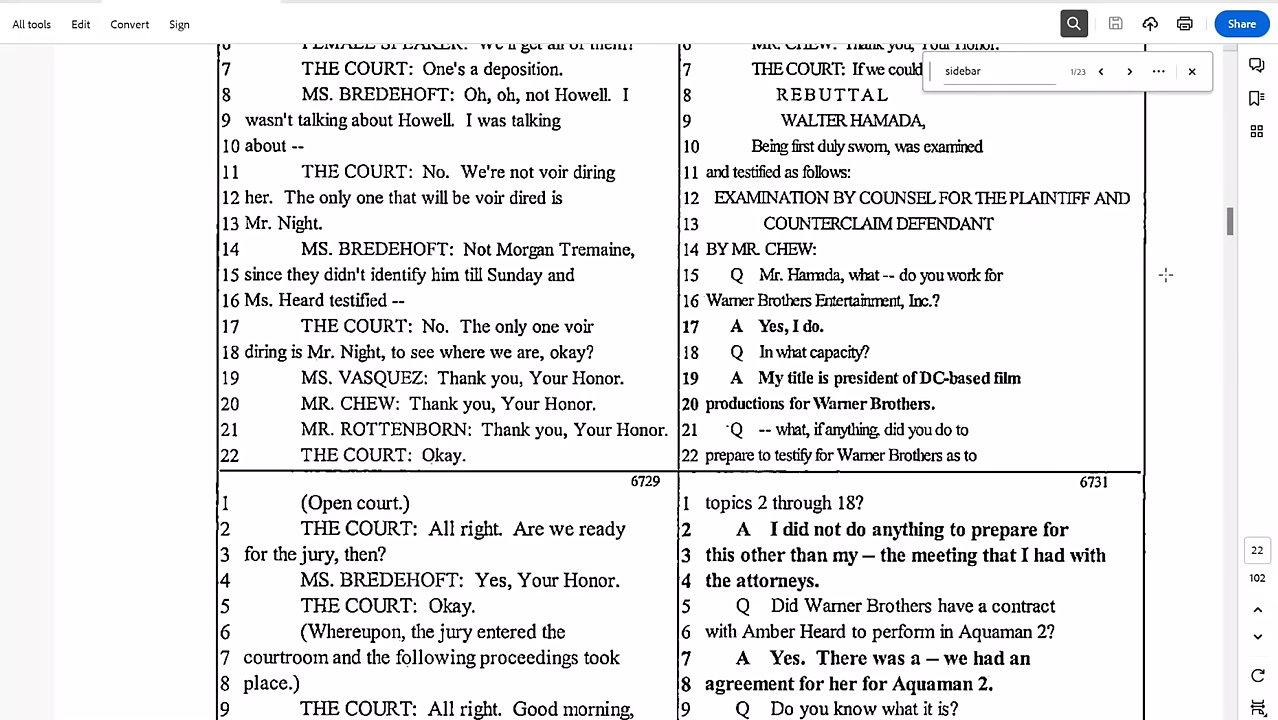 All tools Edit Convert Sign
Share
sidebar 1/23
6 FEMALE SPEAKER: We'll get all of them?
7 THE COURT: One's a deposition.
8 MS. BREDEHOFT: Oh, oh, not Howell. I
9 wasn't talking about Howell. I was talking
10 about --
11 THE COURT: No. We're not voir diring
12 her. The only one that will be voir dired is
13 Mr. Night.
14 MS. BREDEHOFT: Not Morgan Tremaine,
15 since they didn't identify him till Sunday and
16 Ms. Heard testified --
17 THE COURT: No. The only one voir
18 diring is Mr. Night, to see where we are, okay?
19 MS. VASQUEZ: Thank you, Your Honor.
20 MR. CHEW: Thank you, Your Honor.
21 MR. ROTTENBORN: Thank you, Your Honor.
22 THE COURT: Okay.
6 MR. CHEW: Thank you, Your Honor.
7 THE COURT: If we could
8 REBUTTAL
9 WALTER HAMADA,
10 Being first duly sworn, was examined
11 and testified as follows:
12 EXAMINATION BY COUNSEL FOR THE PLAINTIFF AND
13 COUNTERCLAIM DEFENDANT
14 BY MR. CHEW:
15 Q Mr. Hamada, what -- do you work for
16 Warner Brothers Entertainment, Inc.?
17 A Yes, I do.
18 Q In what capacity?
19 A My title is president of DC-based film
20 productions for Warner Brothers.
21 Q -- what, if anything, did you do to
22 prepare to testify for Warner Brothers as to
6729
1 (Open court.)
2 THE COURT: All right. Are we ready
3 for the jury, then?
4 MS. BREDEHOFT: Yes, Your Honor.
5 THE COURT: Okay.
6 (Whereupon, the jury entered the
7 courtroom and the following proceedings took
8 place.)
9 THE COURT: All right. Good morning,
6731
1 topics 2 through 18?
2 A I did not do anything to prepare for
3 this other than my – the meeting that I had with
4 the attorneys.
5 Q Did Warner Brothers have a contract
6 with Amber Heard to perform in Aquaman 2?
7 A Yes. There was a – we had an
8 agreement for her for Aquaman 2.
9 Q Do you know what it is?
22
102